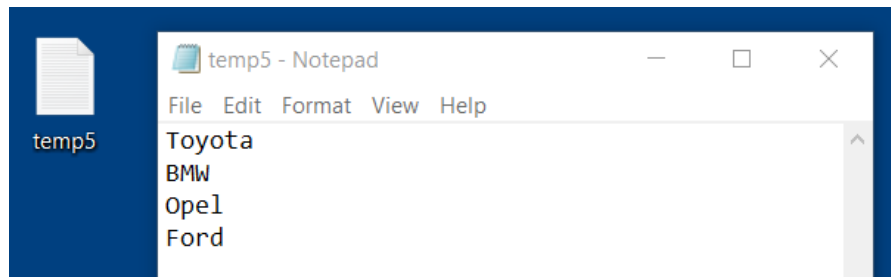 temp5 - Notepad
File Edit Format View Help
temp5
Toyota
BMW
Opel
Ford